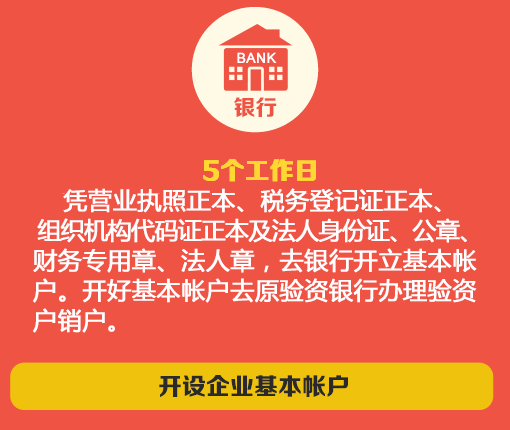 BANK
银行
5个工作日
凭营业执照正本、税务登记证正本、
组织机构代码证正本及法人身份证、公章、
财务专用章、法人章，去银行开立基本帐
户。开好基本帐户去原验资银行办理验资
户销户。
开设企业基本帐户